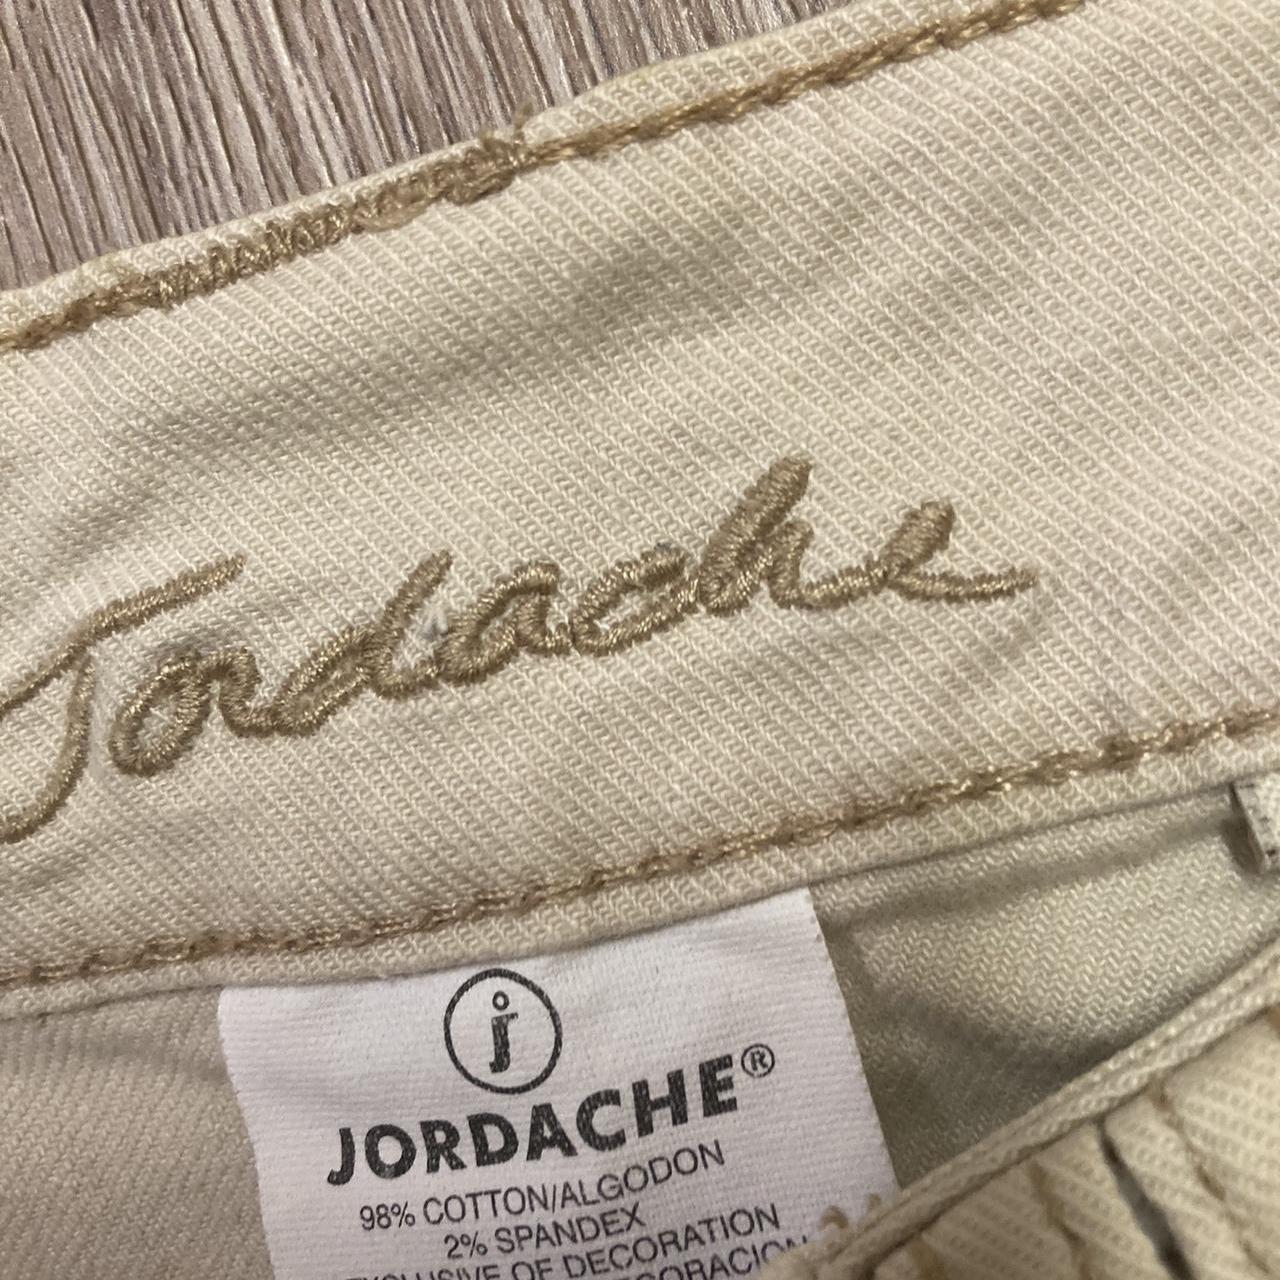 Jordache
j
JORDACHE®
98% COTTON/ALGODON
2% SPANDEX
EXCLUSIVE OF DECORATION